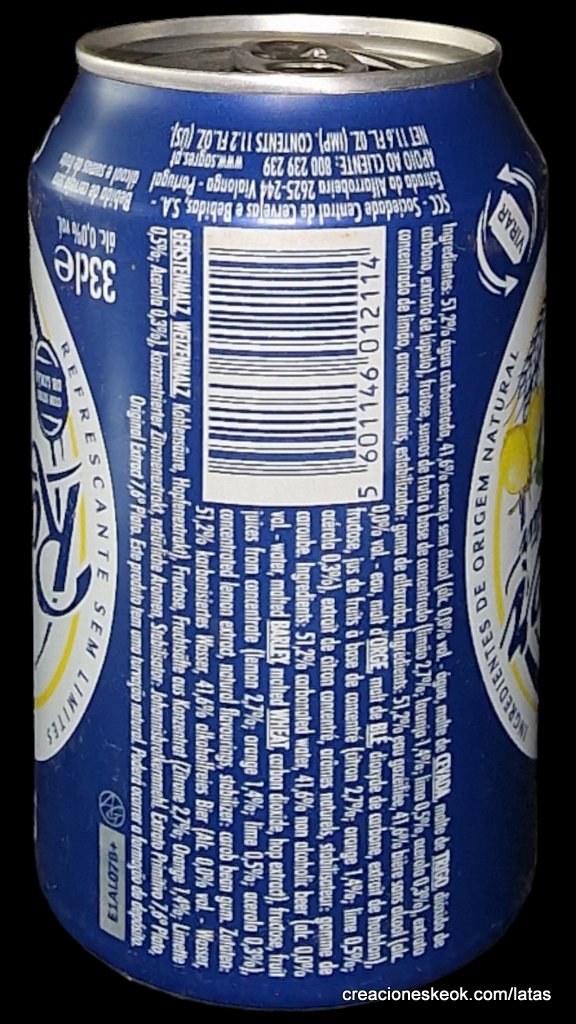 NET 11.6 FL. OZ. (IMP). CONTENTS 11.2 FL.OZ. (US).
APOIO AO CLIENTE: 800 239 239 www.sogres.pt
Estrada da Alfarrobeira 2625-244 Vialonga - Portugal
SCC - Sociedade Central de Cervejas e Bebidas, S.A. -
Bebida de cerveja sem
álcool e sumos de fruta
33cl e
álc. 0,0% vol.
VIRAR
REFRESCANTE SEM LIMITES
INGREDIENTES DE ORIGEM NATURAL
5 601146 012114
Ingredientes: 51,2% água carbonatada, 41,6% cerveja sem álcool (álc. 0,0% vol. - água, malte de CEVADA, malte de TRIGO, dióxido de
carbono, extrato de lúpulo), frutose, sumos de fruta à base de concentrado (limão 2,7%, laranja 1,4%, lima 0,5%, acerola 0,3%), extrato
concentrado de limão, aromas naturais, estabilizador: goma de alfarroba. Ingrédients: 51,2% eau gazéifiée, 41,6% bière sans alcool (alc.
0,0% vol - eau, malt d'ORGE, malt de BLÉ, dioxyde de carbone, extrait de houblon),
fructose, jus de fruits à base de concentré (citron 2,7%, orange 1,4%, lime 0,5%,
acérola 0,3%), extrait de citron concentré, arômes naturels, stabilisateur: gomme de
caroube. Ingredients: 51,2% carbonated water, 41,6% non alcoholic beer (alc. 0,0%
vol. - water, malted BARLEY, malted WHEAT, carbon dioxide, hop extract), fructose, fruit
juices from concentrate (lemon 2,7%, orange 1,4%, lime 0,5%, acerola 0,3%),
concentrated lemon extract, natural flavourings, stabilizer: carob bean gum. Zutaten:
51,2% karbonisiertes Wasser, 41,6% alkoholfreies Bier (Alc. 0,0% vol - Wasser,
GERSTENMALZ, WEIZENMALZ, Kohlensäure, Hopfenextrakt), Fruktose, Fruchtsäfte aus Konzentrat (Zitrone 2,7%, Orange 1,4%, Limette
0,5%, Acerola 0,3%), konzentrierter Zitronenextrakt, natürliche Aromen, Stabilisator: Johannisbrotkernmehl. Extrato Primitivo 7,8° Plato.
Original Extract 7,8° Plato. Este produto tem uma turvação natural. Poderá ocorrer a formação de depósito.
E1AL07B+
creacioneskeok.com/latas